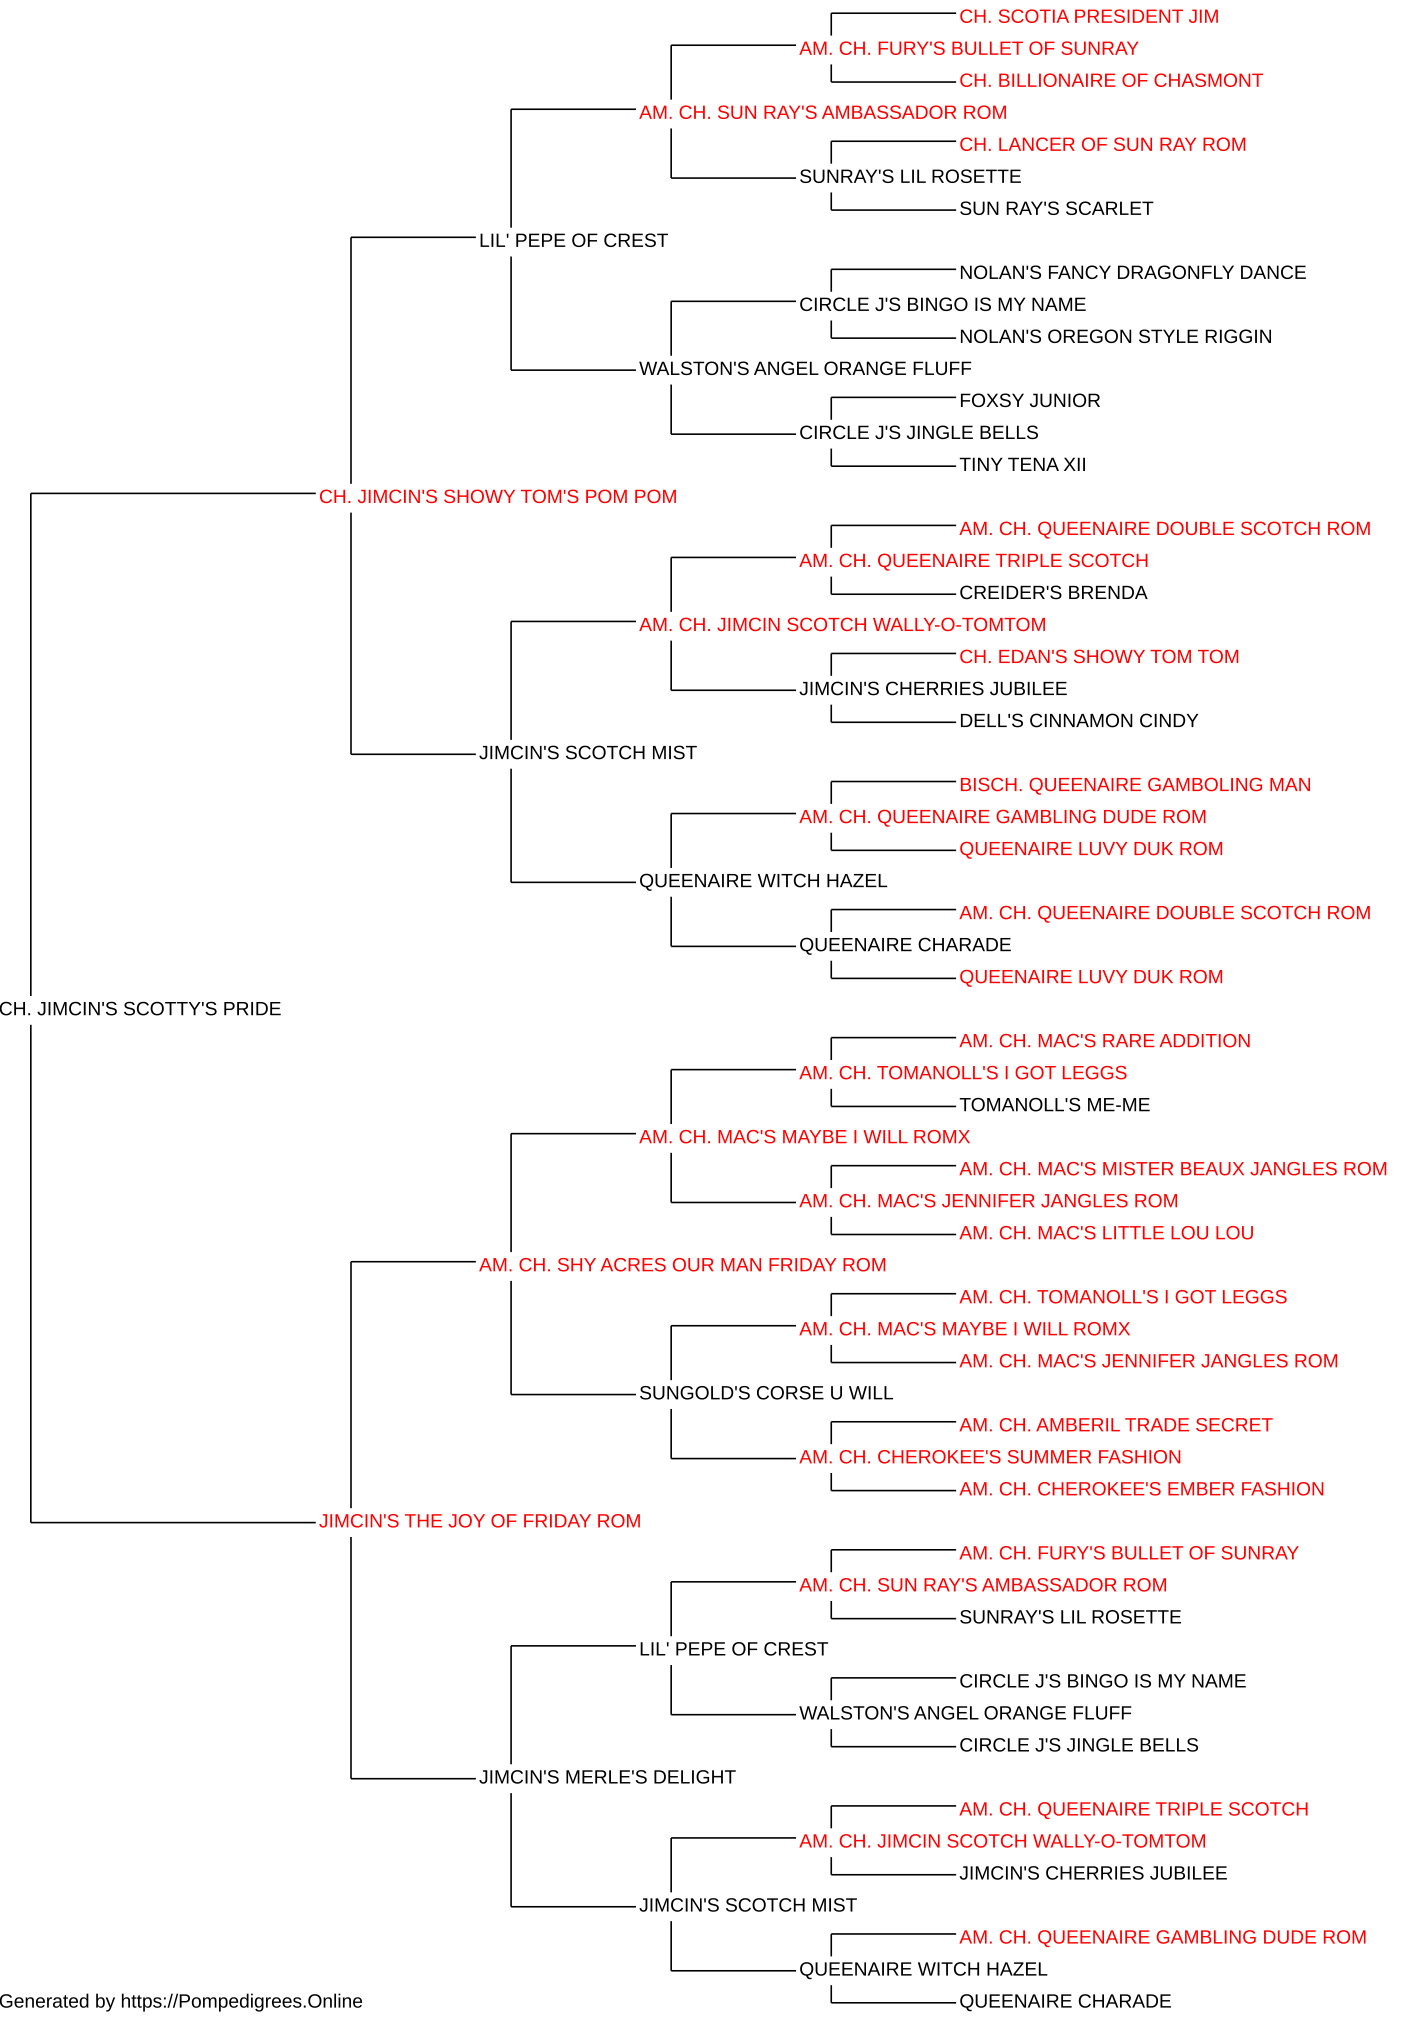 CH. SCOTIA PRESIDENT JIM
AM. CH. FURY'S BULLET OF SUNRAY
CH. BILLIONAIRE OF CHASMONT
AM. CH. SUN RAY'S AMBASSADOR ROM
CH. LANCER OF SUN RAY ROM
SUNRAY'S LIL ROSETTE
SUN RAY'S SCARLET
LIL' PEPE OF CREST
NOLAN'S FANCY DRAGONFLY DANCE
CIRCLE J'S BINGO IS MY NAME
NOLAN'S OREGON STYLE RIGGIN
WALSTON'S ANGEL ORANGE FLUFF
FOXSY JUNIOR
CIRCLE J'S JINGLE BELLS
TINY TENA XII
CH. JIMCIN'S SHOWY TOM'S POM POM
AM. CH. QUEENAIRE DOUBLE SCOTCH ROM
AM. CH. QUEENAIRE TRIPLE SCOTCH
CREIDER'S BRENDA
AM. CH. JIMCIN SCOTCH WALLY-O-TOMTOM
CH. EDAN'S SHOWY TOM TOM
JIMCIN'S CHERRIES JUBILEE
DELL'S CINNAMON CINDY
JIMCIN'S SCOTCH MIST
BISCH. QUEENAIRE GAMBOLING MAN
AM. CH. QUEENAIRE GAMBLING DUDE ROM
QUEENAIRE LUVY DUK ROM
QUEENAIRE WITCH HAZEL
AM. CH. QUEENAIRE DOUBLE SCOTCH ROM
QUEENAIRE CHARADE
QUEENAIRE LUVY DUK ROM
CH. JIMCIN'S SCOTTY'S PRIDE
AM. CH. MAC'S RARE ADDITION
AM. CH. TOMANOLL'S I GOT LEGGS
TOMANOLL'S ME-ME
AM. CH. MAC'S MAYBE I WILL ROMX
AM. CH. MAC'S MISTER BEAUX JANGLES ROM
AM. CH. MAC'S JENNIFER JANGLES ROM
AM. CH. MAC'S LITTLE LOU LOU
AM. CH. SHY ACRES OUR MAN FRIDAY ROM
AM. CH. TOMANOLL'S I GOT LEGGS
AM. CH. MAC'S MAYBE I WILL ROMX
AM. CH. MAC'S JENNIFER JANGLES ROM
SUNGOLD'S CORSE U WILL
AM. CH. AMBERIL TRADE SECRET
AM. CH. CHEROKEE'S SUMMER FASHION
AM. CH. CHEROKEE'S EMBER FASHION
JIMCIN'S THE JOY OF FRIDAY ROM
AM. CH. FURY'S BULLET OF SUNRAY
AM. CH. SUN RAY'S AMBASSADOR ROM
SUNRAY'S LIL ROSETTE
LIL' PEPE OF CREST
CIRCLE J'S BINGO IS MY NAME
WALSTON'S ANGEL ORANGE FLUFF
CIRCLE J'S JINGLE BELLS
JIMCIN'S MERLE'S DELIGHT
AM. CH. QUEENAIRE TRIPLE SCOTCH
AM. CH. JIMCIN SCOTCH WALLY-O-TOMTOM
JIMCIN'S CHERRIES JUBILEE
JIMCIN'S SCOTCH MIST
AM. CH. QUEENAIRE GAMBLING DUDE ROM
QUEENAIRE WITCH HAZEL
QUEENAIRE CHARADE
Generated by https://Pompedigrees.Online